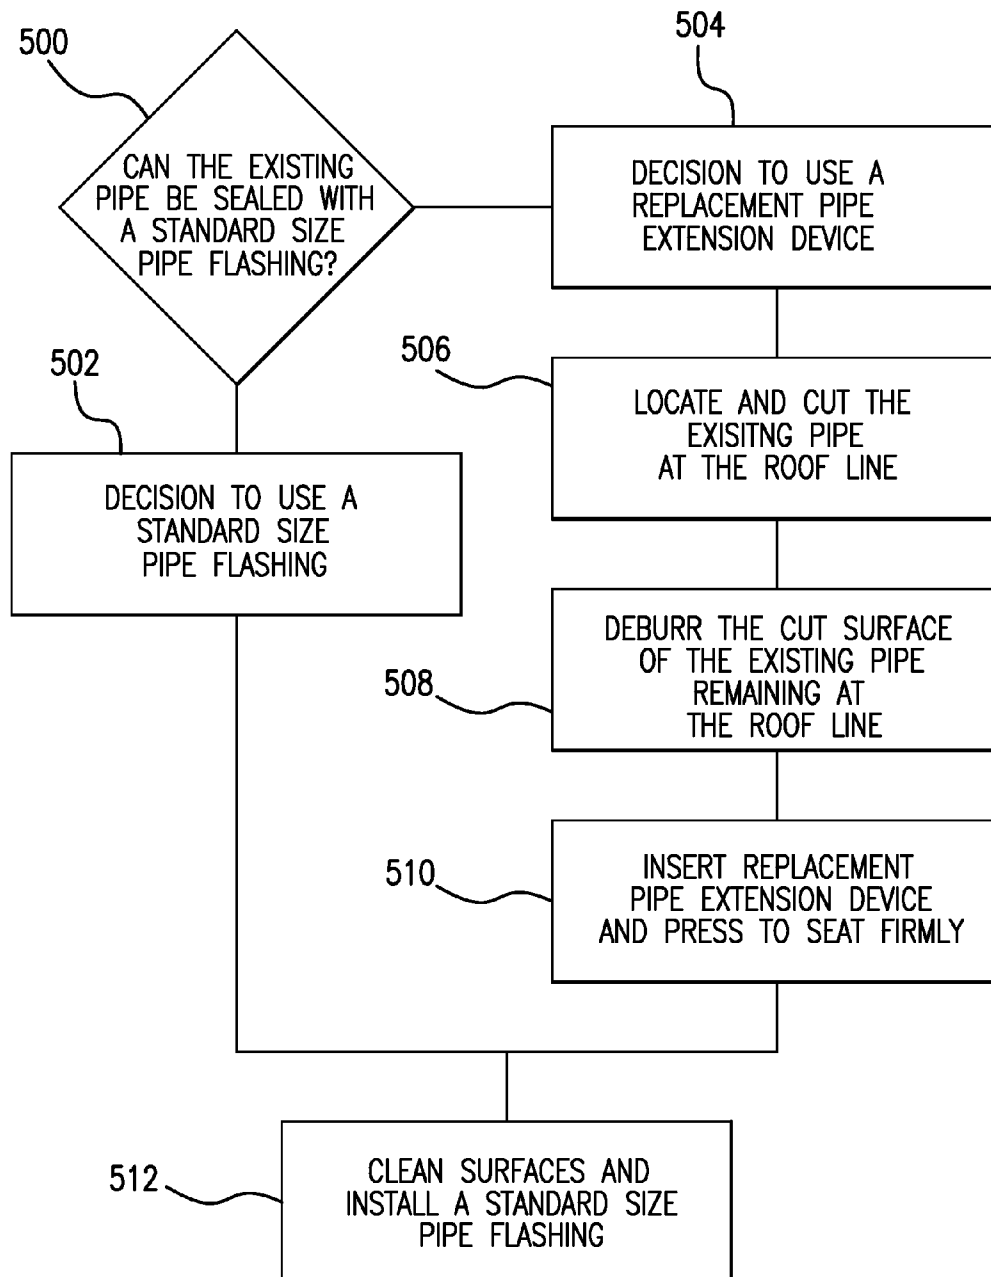 500
CAN THE EXISTING
PIPE BE SEALED WITH
A STANDARD SIZE
PIPE FLASHING?
504
DECISION TO USE A
REPLACEMENT PIPE
EXTENSION DEVICE
502
DECISION TO USE A
STANDARD SIZE
PIPE FLASHING
506
LOCATE AND CUT THE
EXISITNG PIPE
AT THE ROOF LINE
508
DEBURR THE CUT SURFACE
OF THE EXISTING PIPE
REMAINING AT
THE ROOF LINE
510
INSERT REPLACEMENT
PIPE EXTENSION DEVICE
AND PRESS TO SEAT FIRMLY
512
CLEAN SURFACES AND
INSTALL A STANDARD SIZE
PIPE FLASHING